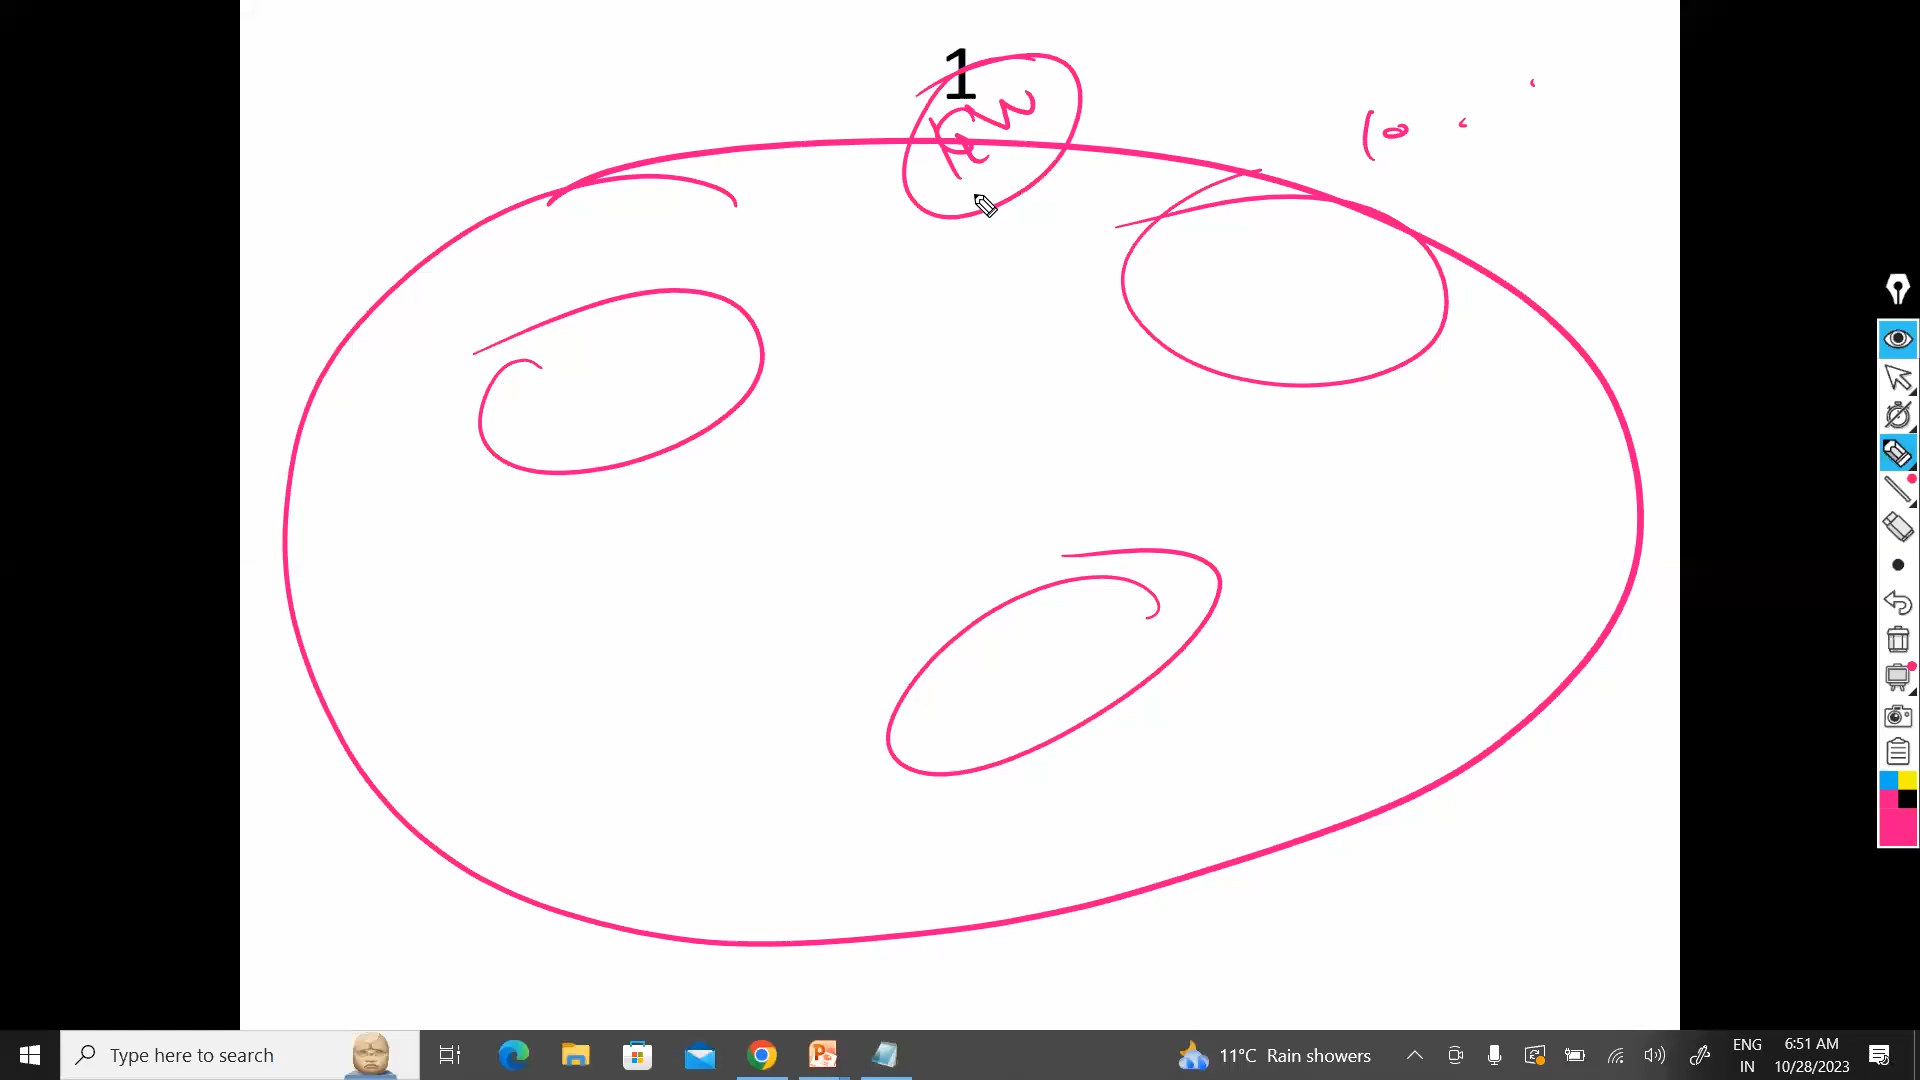 1
Type here to search
11°C Rain showers
ENG
IN
6:51 AM
10/28/2023